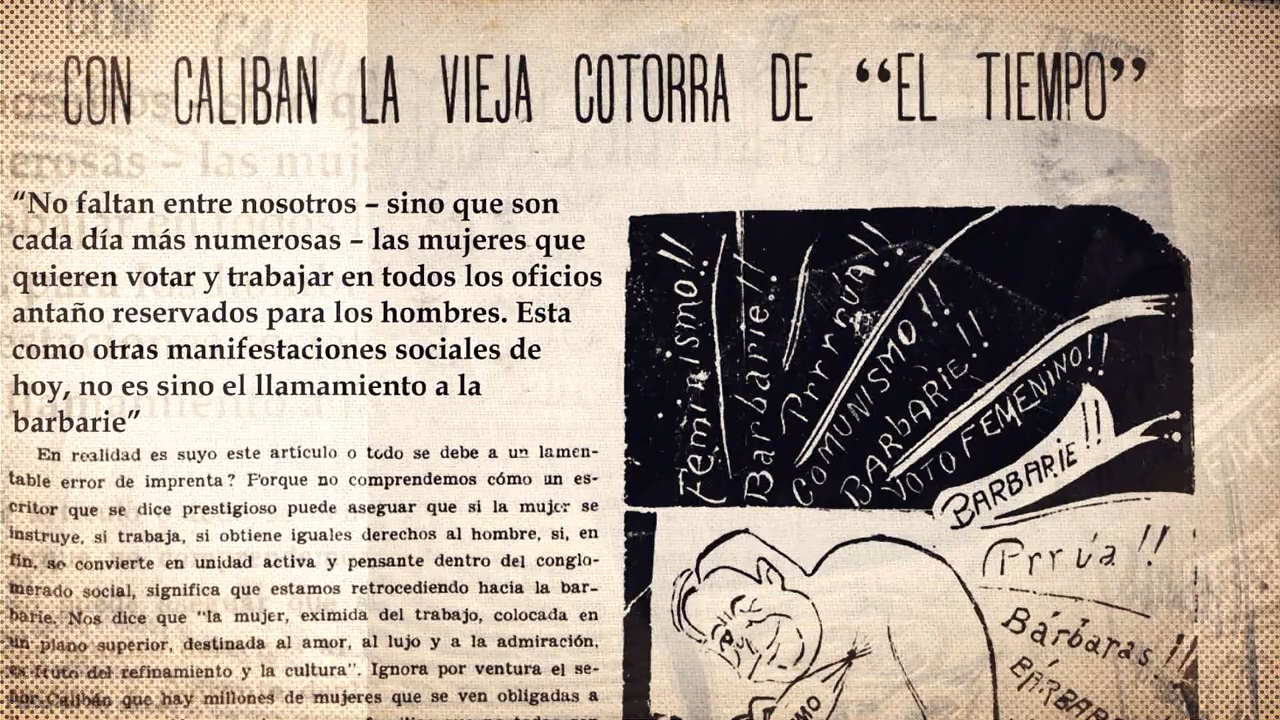 CON CALIBAN LA VIEJA COTORRA DE “EL TIEMPO”
“No faltan entre nosotros – sino que son
cada día más numerosas – las mujeres que
quieren votar y trabajar en todos los oficios
antaño reservados para los hombres. Esta
como otras manifestaciones sociales de
hoy, no es sino el llamamiento a la
barbarie”
En realidad es suyo este artículo o todo se debe a un lamen-
table error de imprenta? Porque no comprendemos cómo un es-
critor que se dice prestigioso puede aseguar que si la mujer se
instruye, si trabaja, si obtiene iguales derechos al hombre, si, en
fin, se convierte en unidad activa y pensante dentro del conglo-
merado social, significa que estamos retrocediendo hacia la bar-
barie. Nos dice que “la mujer, eximida del trabajo, colocada en
un plano superior, destinada al amor, al lujo y a la admiración,
es fruto del refinamiento y la cultura”. Ignora por ventura el se-
ñor Calibán que hay millones de mujeres que se ven obligadas a
Feminismo!!
Barbarie!!
Prrrúa!!
COMUNISMO!!
BARbARiE!!
VOTO FEMENINO!!
BARBARIE!!
Prrúa!!
Bárbaras!!